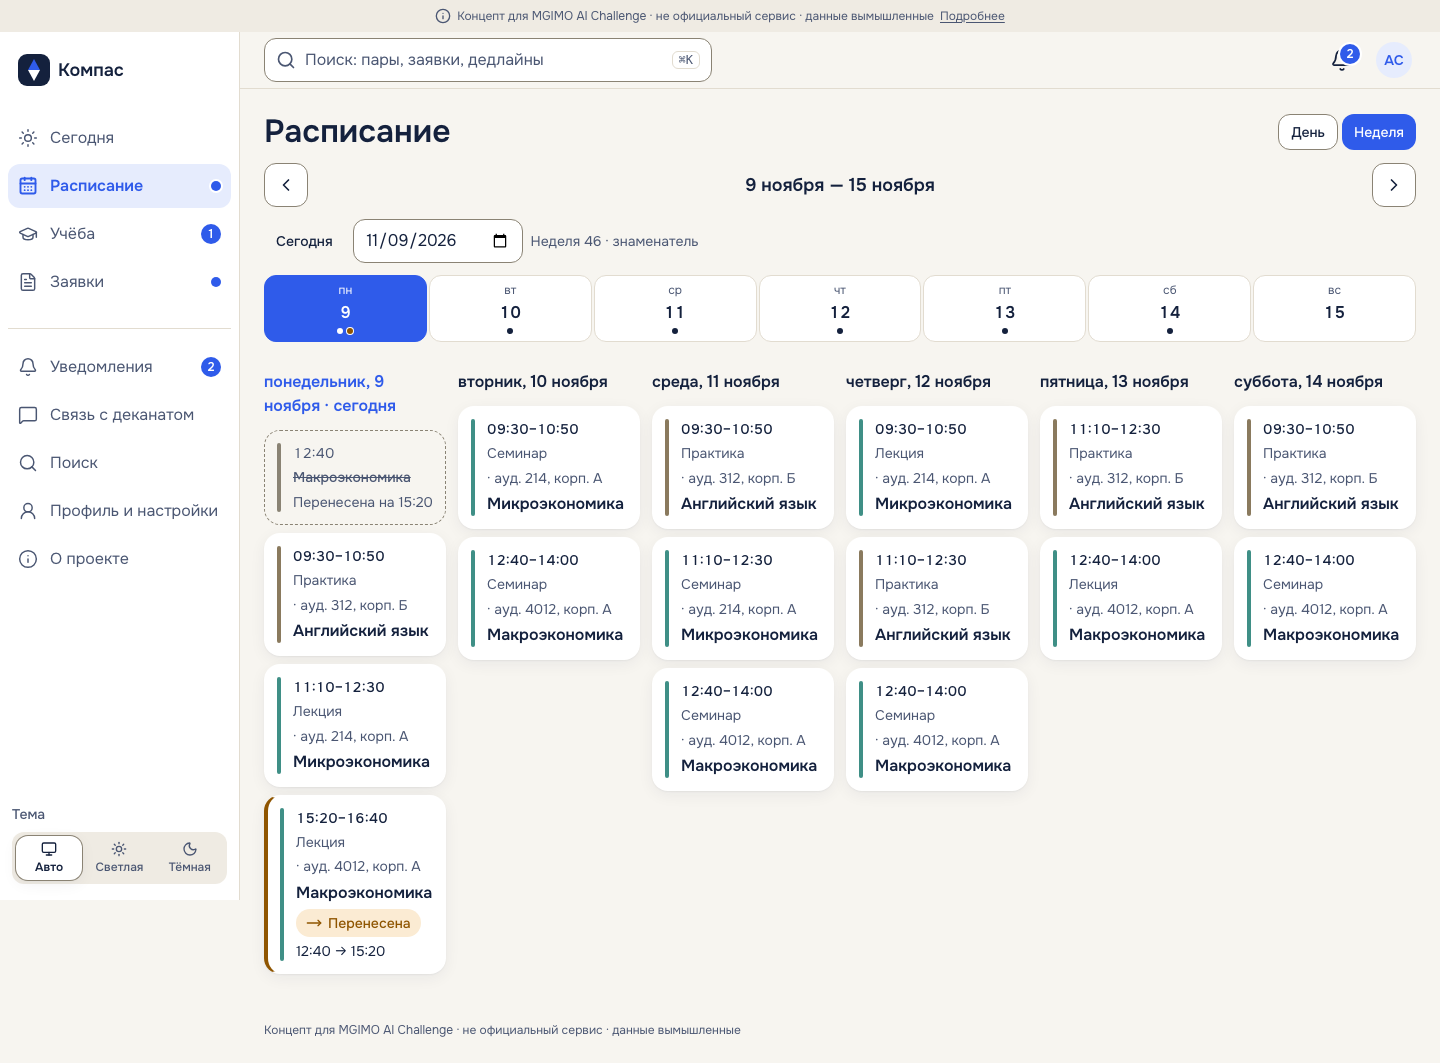 Концепт для MGIMO AI Challenge · не официальный сервис · данные вымышленные Подробнее
Компас
Поиск: пары, заявки, дедлайны
⌘K
2
АС
Сегодня
Расписание
Учёба
1
Заявки
Уведомления
2
Связь с деканатом
Поиск
Профиль и настройки
О проекте
Тема
Авто
Светлая
Тёмная
Расписание
День
Неделя
9 ноября — 15 ноября
Сегодня
11/09/2026
Неделя 46 · знаменатель
пн
9
вт
10
ср
11
чт
12
пт
13
сб
14
вс
15
понедельник, 9
ноября · сегодня
12:40
Макроэкономика
Перенесена на 15:20
09:30–10:50
Практика
· ауд. 312, корп. Б
Английский язык
11:10–12:30
Лекция
· ауд. 214, корп. А
Микроэкономика
15:20–16:40
Лекция
· ауд. 4012, корп. А
Макроэкономика
→ Перенесена
12:40 → 15:20
вторник, 10 ноября
09:30–10:50
Семинар
· ауд. 214, корп. А
Микроэкономика
12:40–14:00
Семинар
· ауд. 4012, корп. А
Макроэкономика
среда, 11 ноября
09:30–10:50
Практика
· ауд. 312, корп. Б
Английский язык
11:10–12:30
Семинар
· ауд. 214, корп. А
Микроэкономика
12:40–14:00
Семинар
· ауд. 4012, корп. А
Макроэкономика
четверг, 12 ноября
09:30–10:50
Лекция
· ауд. 214, корп. А
Микроэкономика
11:10–12:30
Практика
· ауд. 312, корп. Б
Английский язык
12:40–14:00
Семинар
· ауд. 4012, корп. А
Макроэкономика
пятница, 13 ноября
11:10–12:30
Практика
· ауд. 312, корп. Б
Английский язык
12:40–14:00
Лекция
· ауд. 4012, корп. А
Макроэкономика
суббота, 14 ноября
09:30–10:50
Практика
· ауд. 312, корп. Б
Английский язык
12:40–14:00
Семинар
· ауд. 4012, корп. А
Макроэкономика
Концепт для MGIMO AI Challenge · не официальный сервис · данные вымышленные